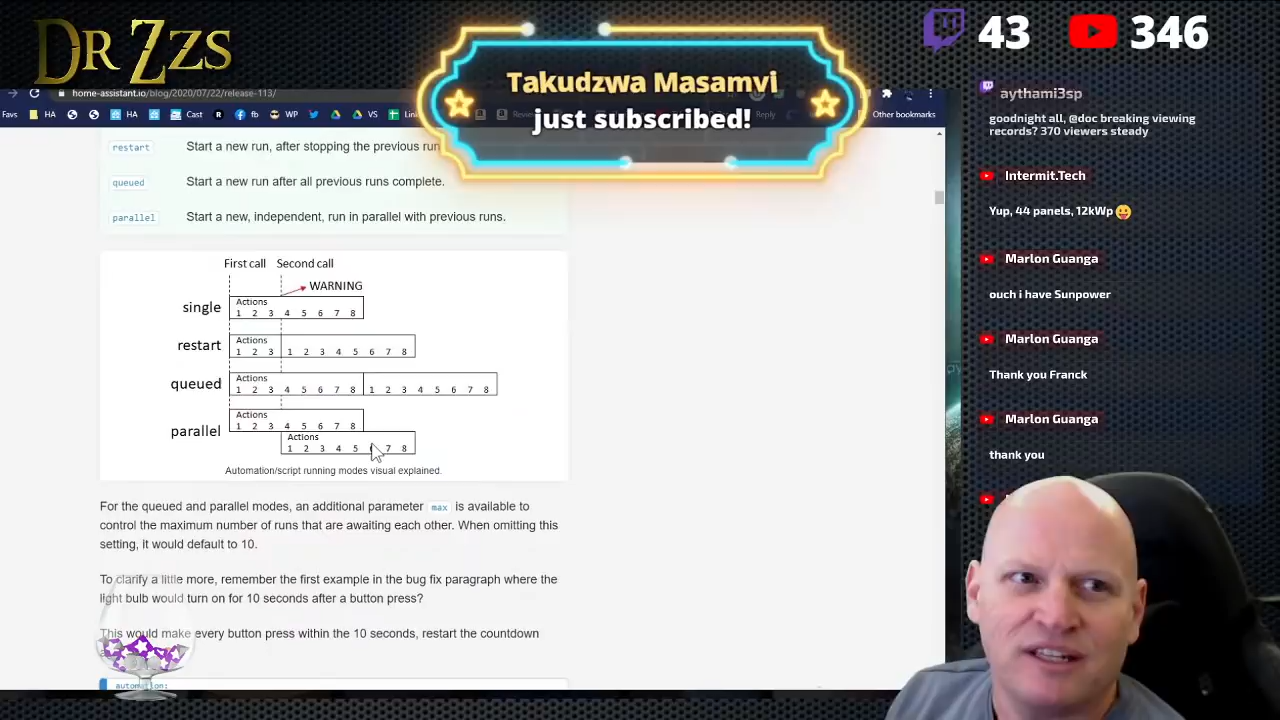 DR ZZS
43
346
Takudzwa Masamvi
just subscribed!
home-assistant.io/blog/2020/07/22/release-113/
Favs
HA
HA
Cast
fb
WP
VS
Other bookmarks
restart Start a new run, after stopping the previous run
queued Start a new run after all previous runs complete.
parallel Start a new, independent, run in parallel with previous runs.
First call Second call
WARNING
single
Actions
1 2 3 4 5 6 7 8
restart
Actions
1 2 3 1 2 3 4 5 6 7 8
queued
Actions
1 2 3 4 5 6 7 8 1 2 3 4 5 6 7 8
parallel
Actions
1 2 3 4 5 6 7 8
Actions
1 2 3 4 5 6 7 8
Automation/script running modes visual explained.
For the queued and parallel modes, an additional parameter max is available to
control the maximum number of runs that are awaiting each other. When omitting this
setting, it would default to 10.
To clarify a little more, remember the first example in the bug fix paragraph where the
light bulb would turn on for 10 seconds after a button press?
This would make every button press within the 10 seconds, restart the countdown
automation:
aythami3sp
goodnight all, @doc breaking viewing
records? 370 viewers steady
Intermit.Tech
Yup, 44 panels, 12kWp
Marlon Guanga
ouch i have Sunpower
Marlon Guanga
Thank you Franck
Marlon Guanga
thank you